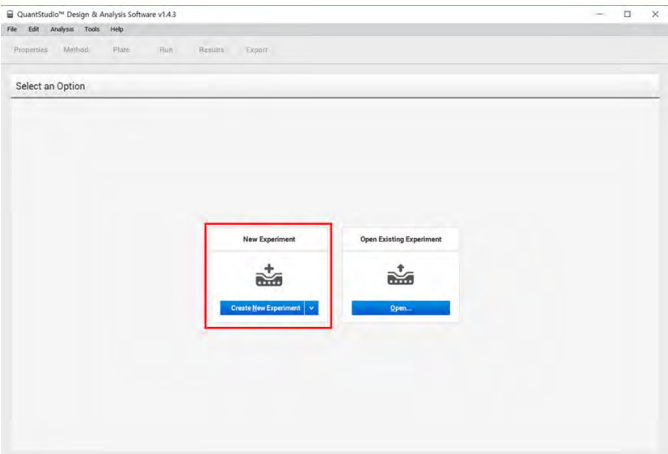 QuantStudio™ Design & Analysis Software v1.4.3
File Edit Analysis Tools Help
Properties Method Plate Run Results Export
Select an Option
New Experiment Open Existing Experiment
Create New Experiment Open...